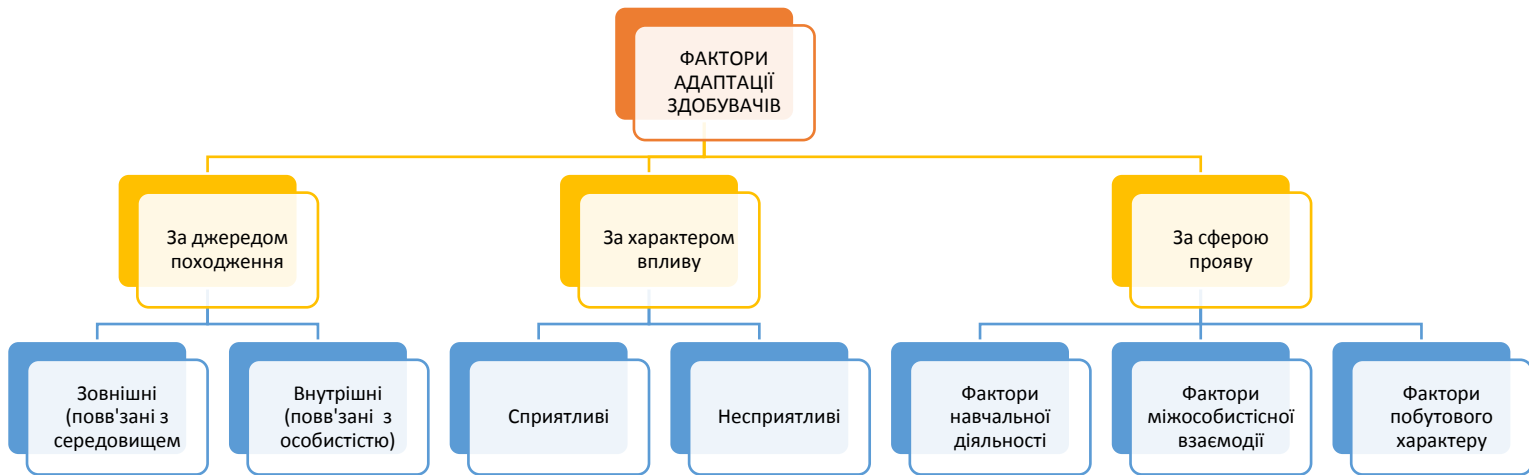 ФАКТОРИ
АДАПТАЦІЇ
ЗДОБУВАЧІВ
За джередом
походження
За характером
впливу
За сферою
прояву
Зовнішні
(повв'зані з
середовищем
Внутрішні
(повв'зані з
особистістю)
Сприятливі
Несприятливі
Фактори
навчальної
діяльності
Фактори
міжособистісної
взаємодії
Фактори
побутового
характеру